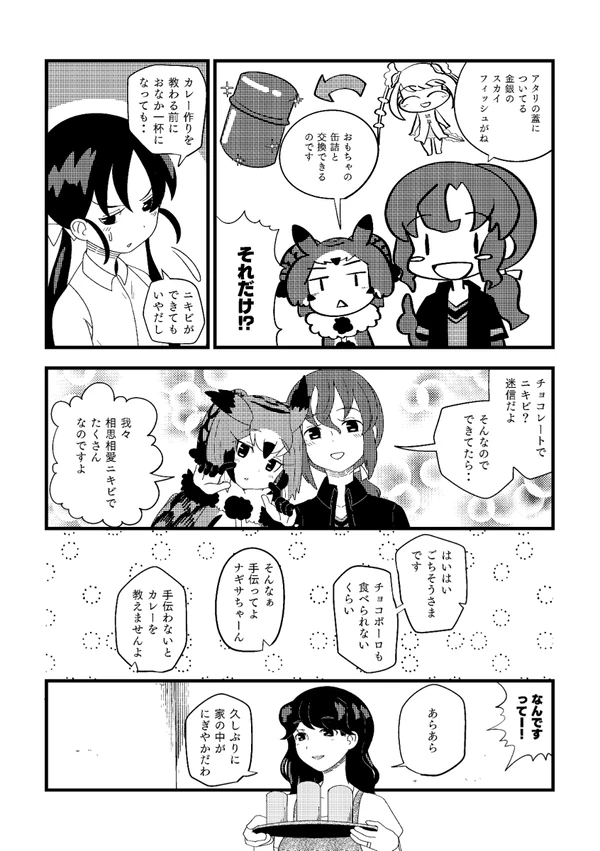 アタリの蓋に
ついてる
金銀の
スカイ
フィッシュがね
おもちゃの
缶詰と
交換できる
のです
それだけ!?
カレー作りを
教わる前に
おなか一杯に
なっても・・
ニキビが
できても
いやだし
チョコレートで
ニキビ?
迷信だよ
そんなので
できてたら・・
我々
相思相愛ニキビで
たくさん
なのですよ
はいはい
ごちそうさま
です
チョコボーロも
食べられない
くらい
そんなぁ
手伝ってよ
ナギサちゃーん
手伝わないと
カレーを
教えませんよ
なんです
ってー!
あらあら
久しぶりに
家の中が
にぎやかだわ